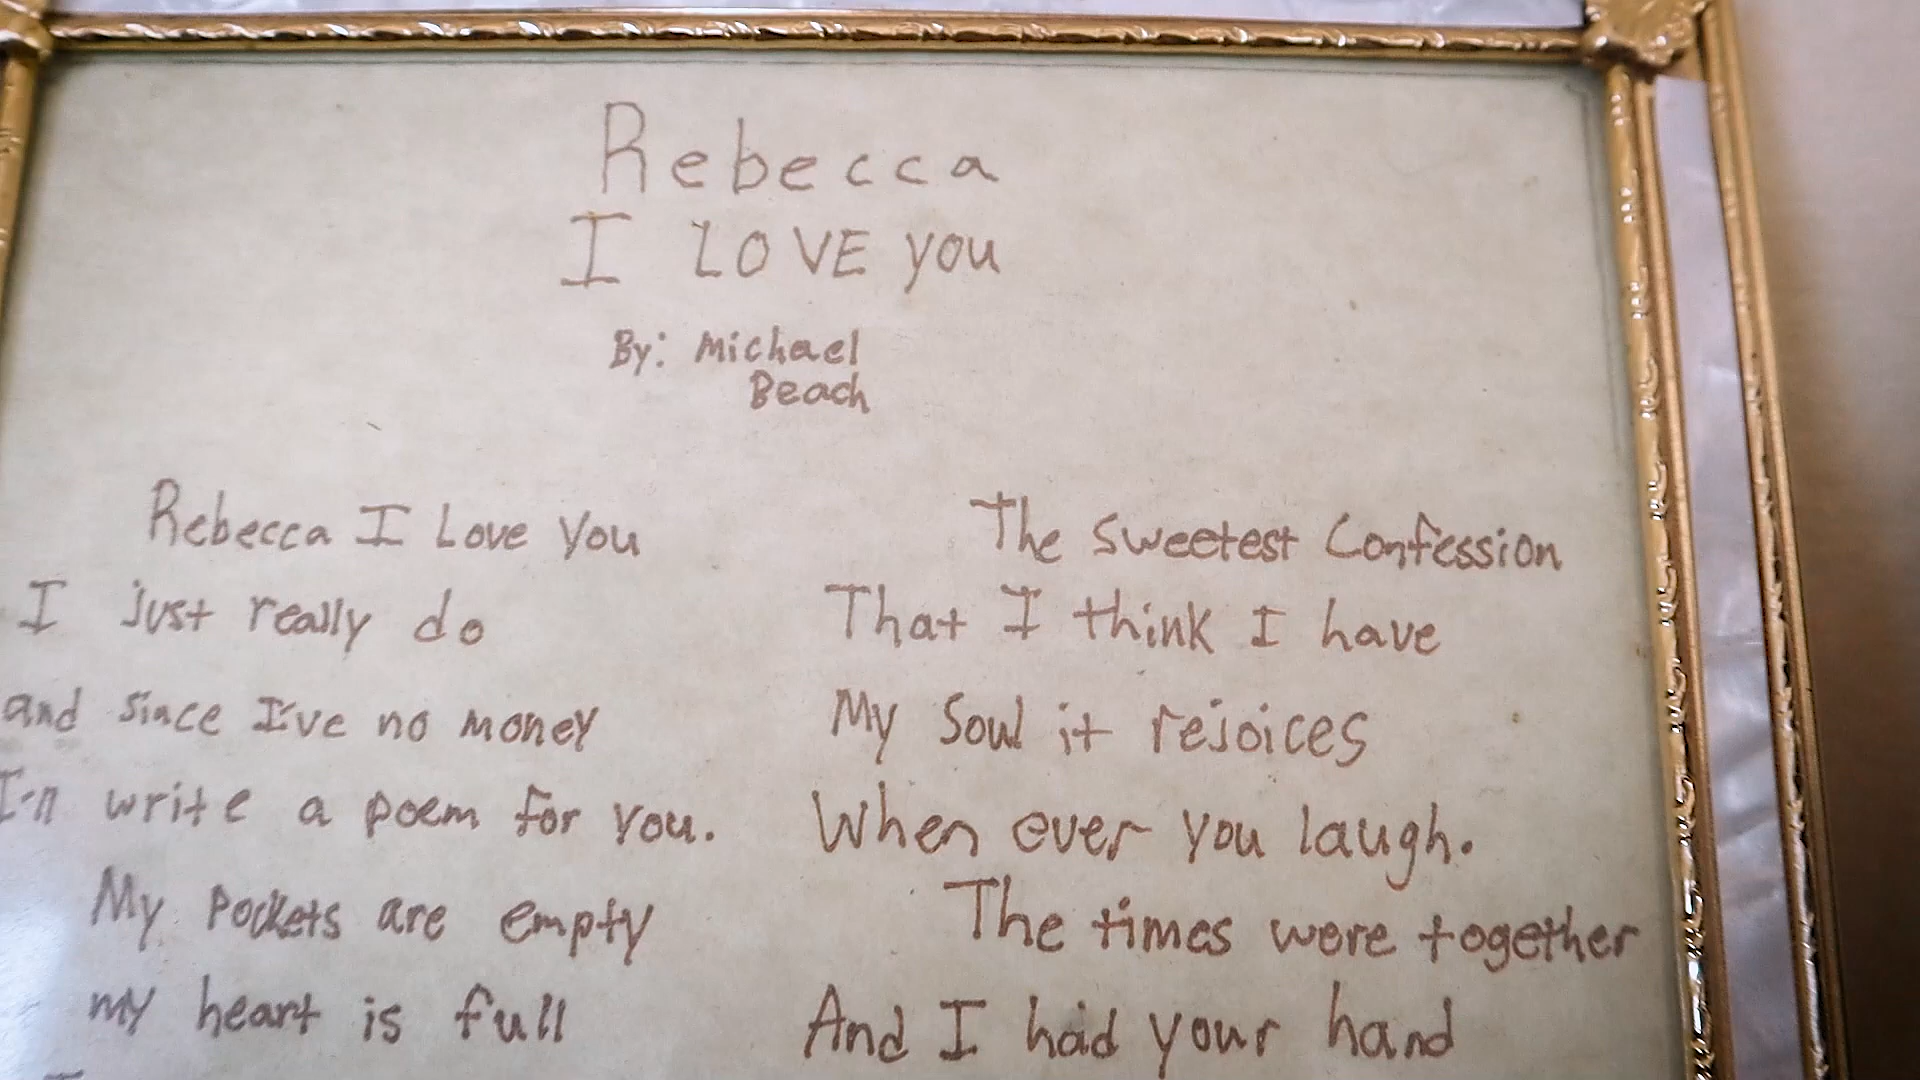 Rebecca
I LOVE you
By: Michael
Beach
Rebecca I Love You
I just really do
and since I've no money
I'll write a poem for you.
My pockets are empty
my heart is full
The Sweetest Confession
That I think I have
My Soul it rejoices
When ever you laugh.
The times were together
And I hold your hand